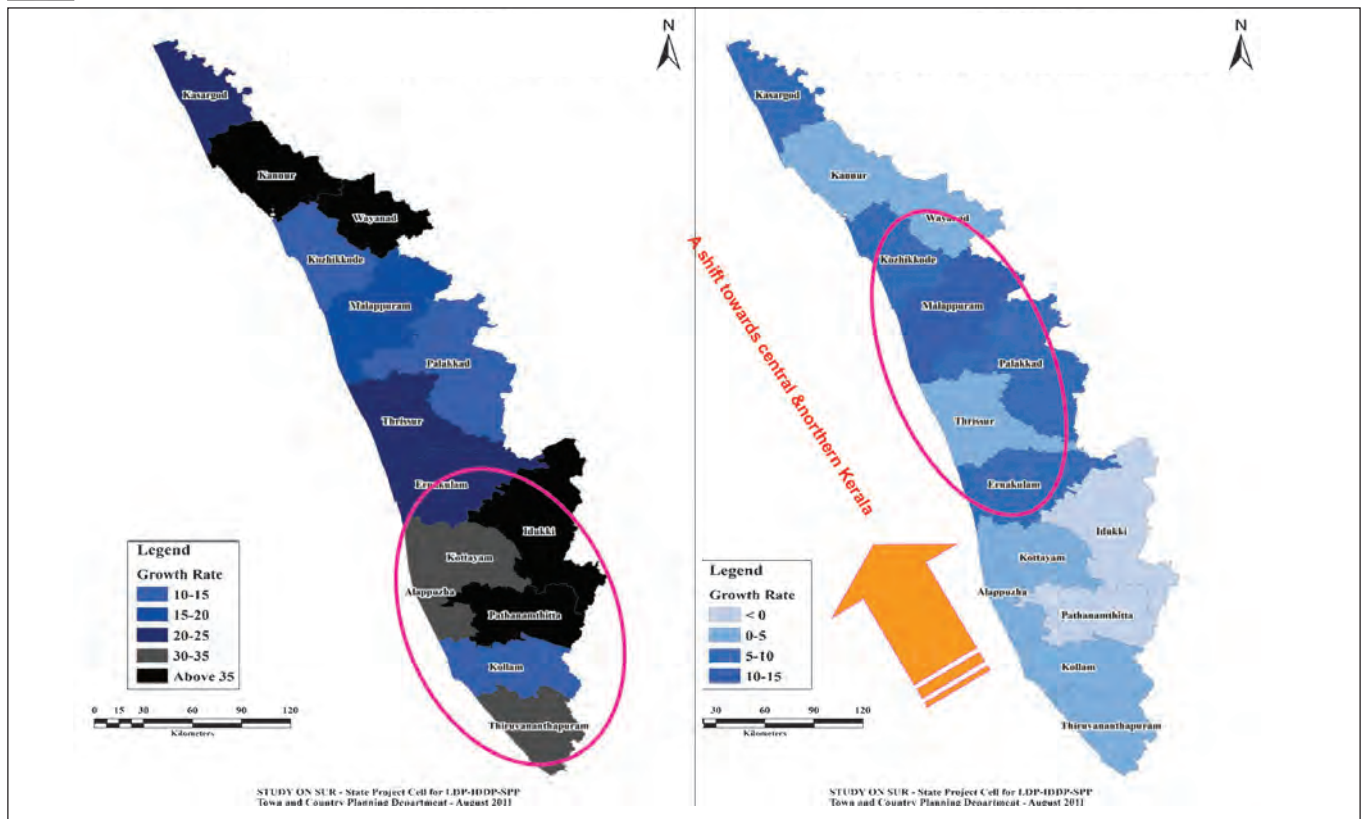 N
Kasargod
Kannur
Wayanad
Kozhikkode
Malappuram
Palakkad
Thrissur
Ernakulam
Idukki
Kottayam
Alappuzha
Pathanamthitta
Kollam
Thiruvananthapuram
Legend
Growth Rate
10-15
15-20
20-25
30-35
Above 35
0 15 30 60 90 120
Kilometers
STUDY ON SUR - State Project Cell for LDP-IDDP-SPP
Town and Country Planning Department - August 2011
N
Kasargod
Kannur
Wayanad
Kozhikkode
Malappuram
Palakkad
Thrissur
Ernakulam
Idukki
Kottayam
Alappuzha
Pathanamthitta
Kollam
Thiruvananthapuram
A shift towards central &northern Kerala
Legend
Growth Rate
< 0
0-5
5-10
10-15
30 60 90 120
Kilometers
STUDY ON SUR - State Project Cell for LDP-IDDP-SPP
Town and Country Planning Department - August 2011